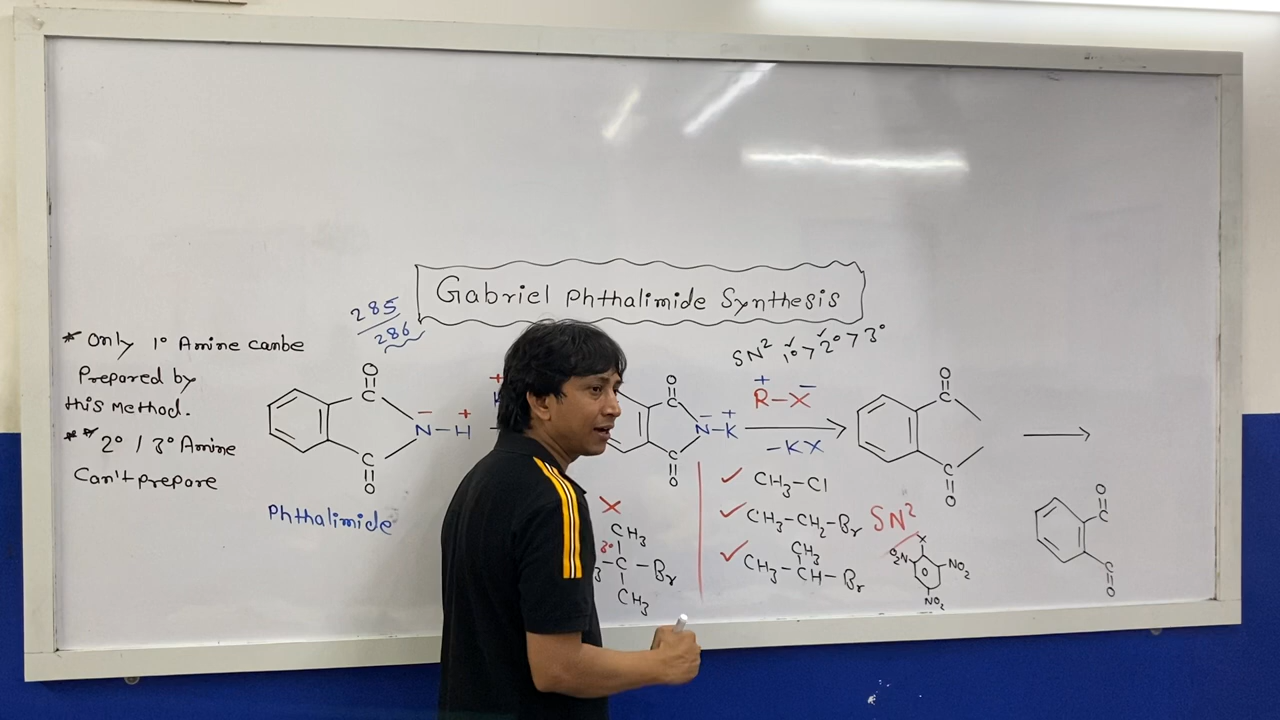 Gabriel Phthalimide Synthesis
285
286
* Only 1° Amine canbe
Prepared by
this Method.
** 2° / 3° Amine
Can't prepare
O
C
- +
N-H
C
O
Phthalimide
+
O
C
- +
N-K
C
O
SN² 1° > 2° > 3°
+ -
R-X
-KX
O
C
C
O
X
CH3
3°
-C-Br
CH3
CH3-Cl
CH3-CH2-Br
CH3
CH3-CH-Br
SN²
X
O2N NO2
NO2
O
C
C
O